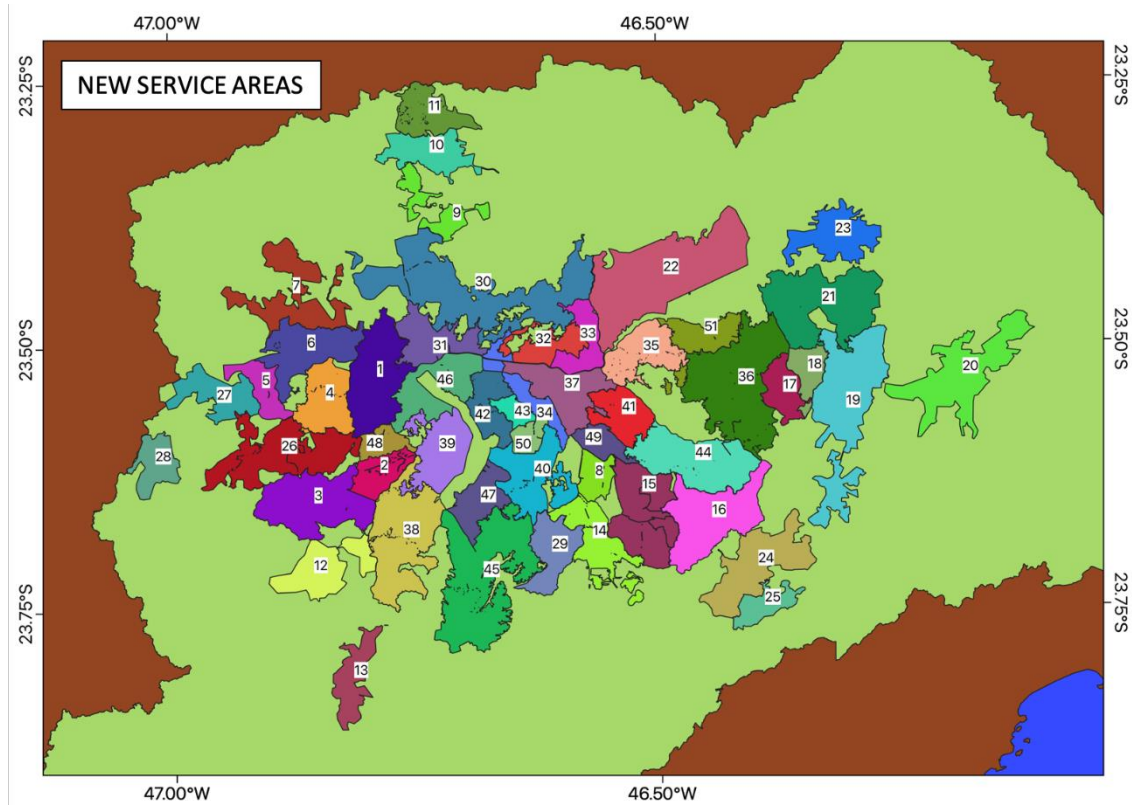 47.00°W 46.50°W
23.25°S 23.25°S
NEW SERVICE AREAS
11
10
9
23
22
7
30
21
51
23.50°S 23.50°S
6 31 32 33 35
1 46 37 36 18 20
27 5 4 17 19
42 43 34 41
26 48 39 50 49 44
28 2 40 8
3 47 15 16
38 14 29 24
12 45 25
23.75°S 23.75°S
13
47.00°W 46.50°W